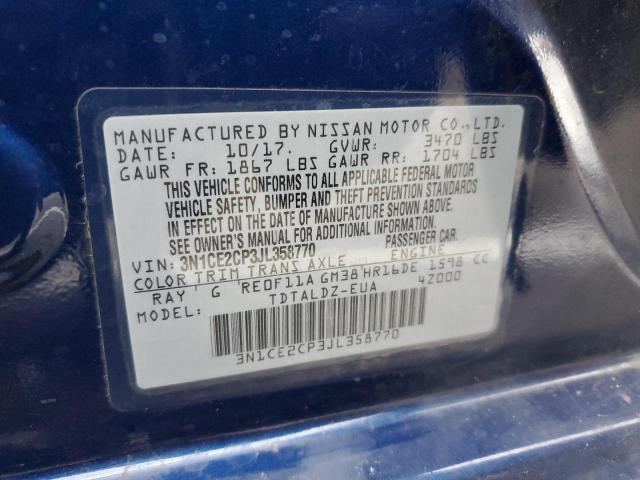 MANUFACTURED BY NISSAN MOTOR CO., LTD.
DATE: 10/17. GVWR: 3470 LBS
GAWR FR: 1867 LBS GAWR RR: 1704 LBS
THIS VEHICLE CONFORMS TO ALL APPLICABLE FEDERAL MOTOR
VEHICLE SAFETY, BUMPER AND THEFT PREVENTION STANDARDS
IN EFFECT ON THE DATE OF MANUFACTURE SHOWN ABOVE.
SEE OWNER'S MANUAL FOR ADDITIONAL INFORMATION.
VIN: 3N1CE2CP3JL358770 PASSENGER CAR
COLOR TRIM TRANS AXLE ENGINE
RAY G RE0F11A GM38 HR16DE 1598 CC
MODEL: TDTALDZ-EUA 4Z000
3N1CE2CP3JL358770